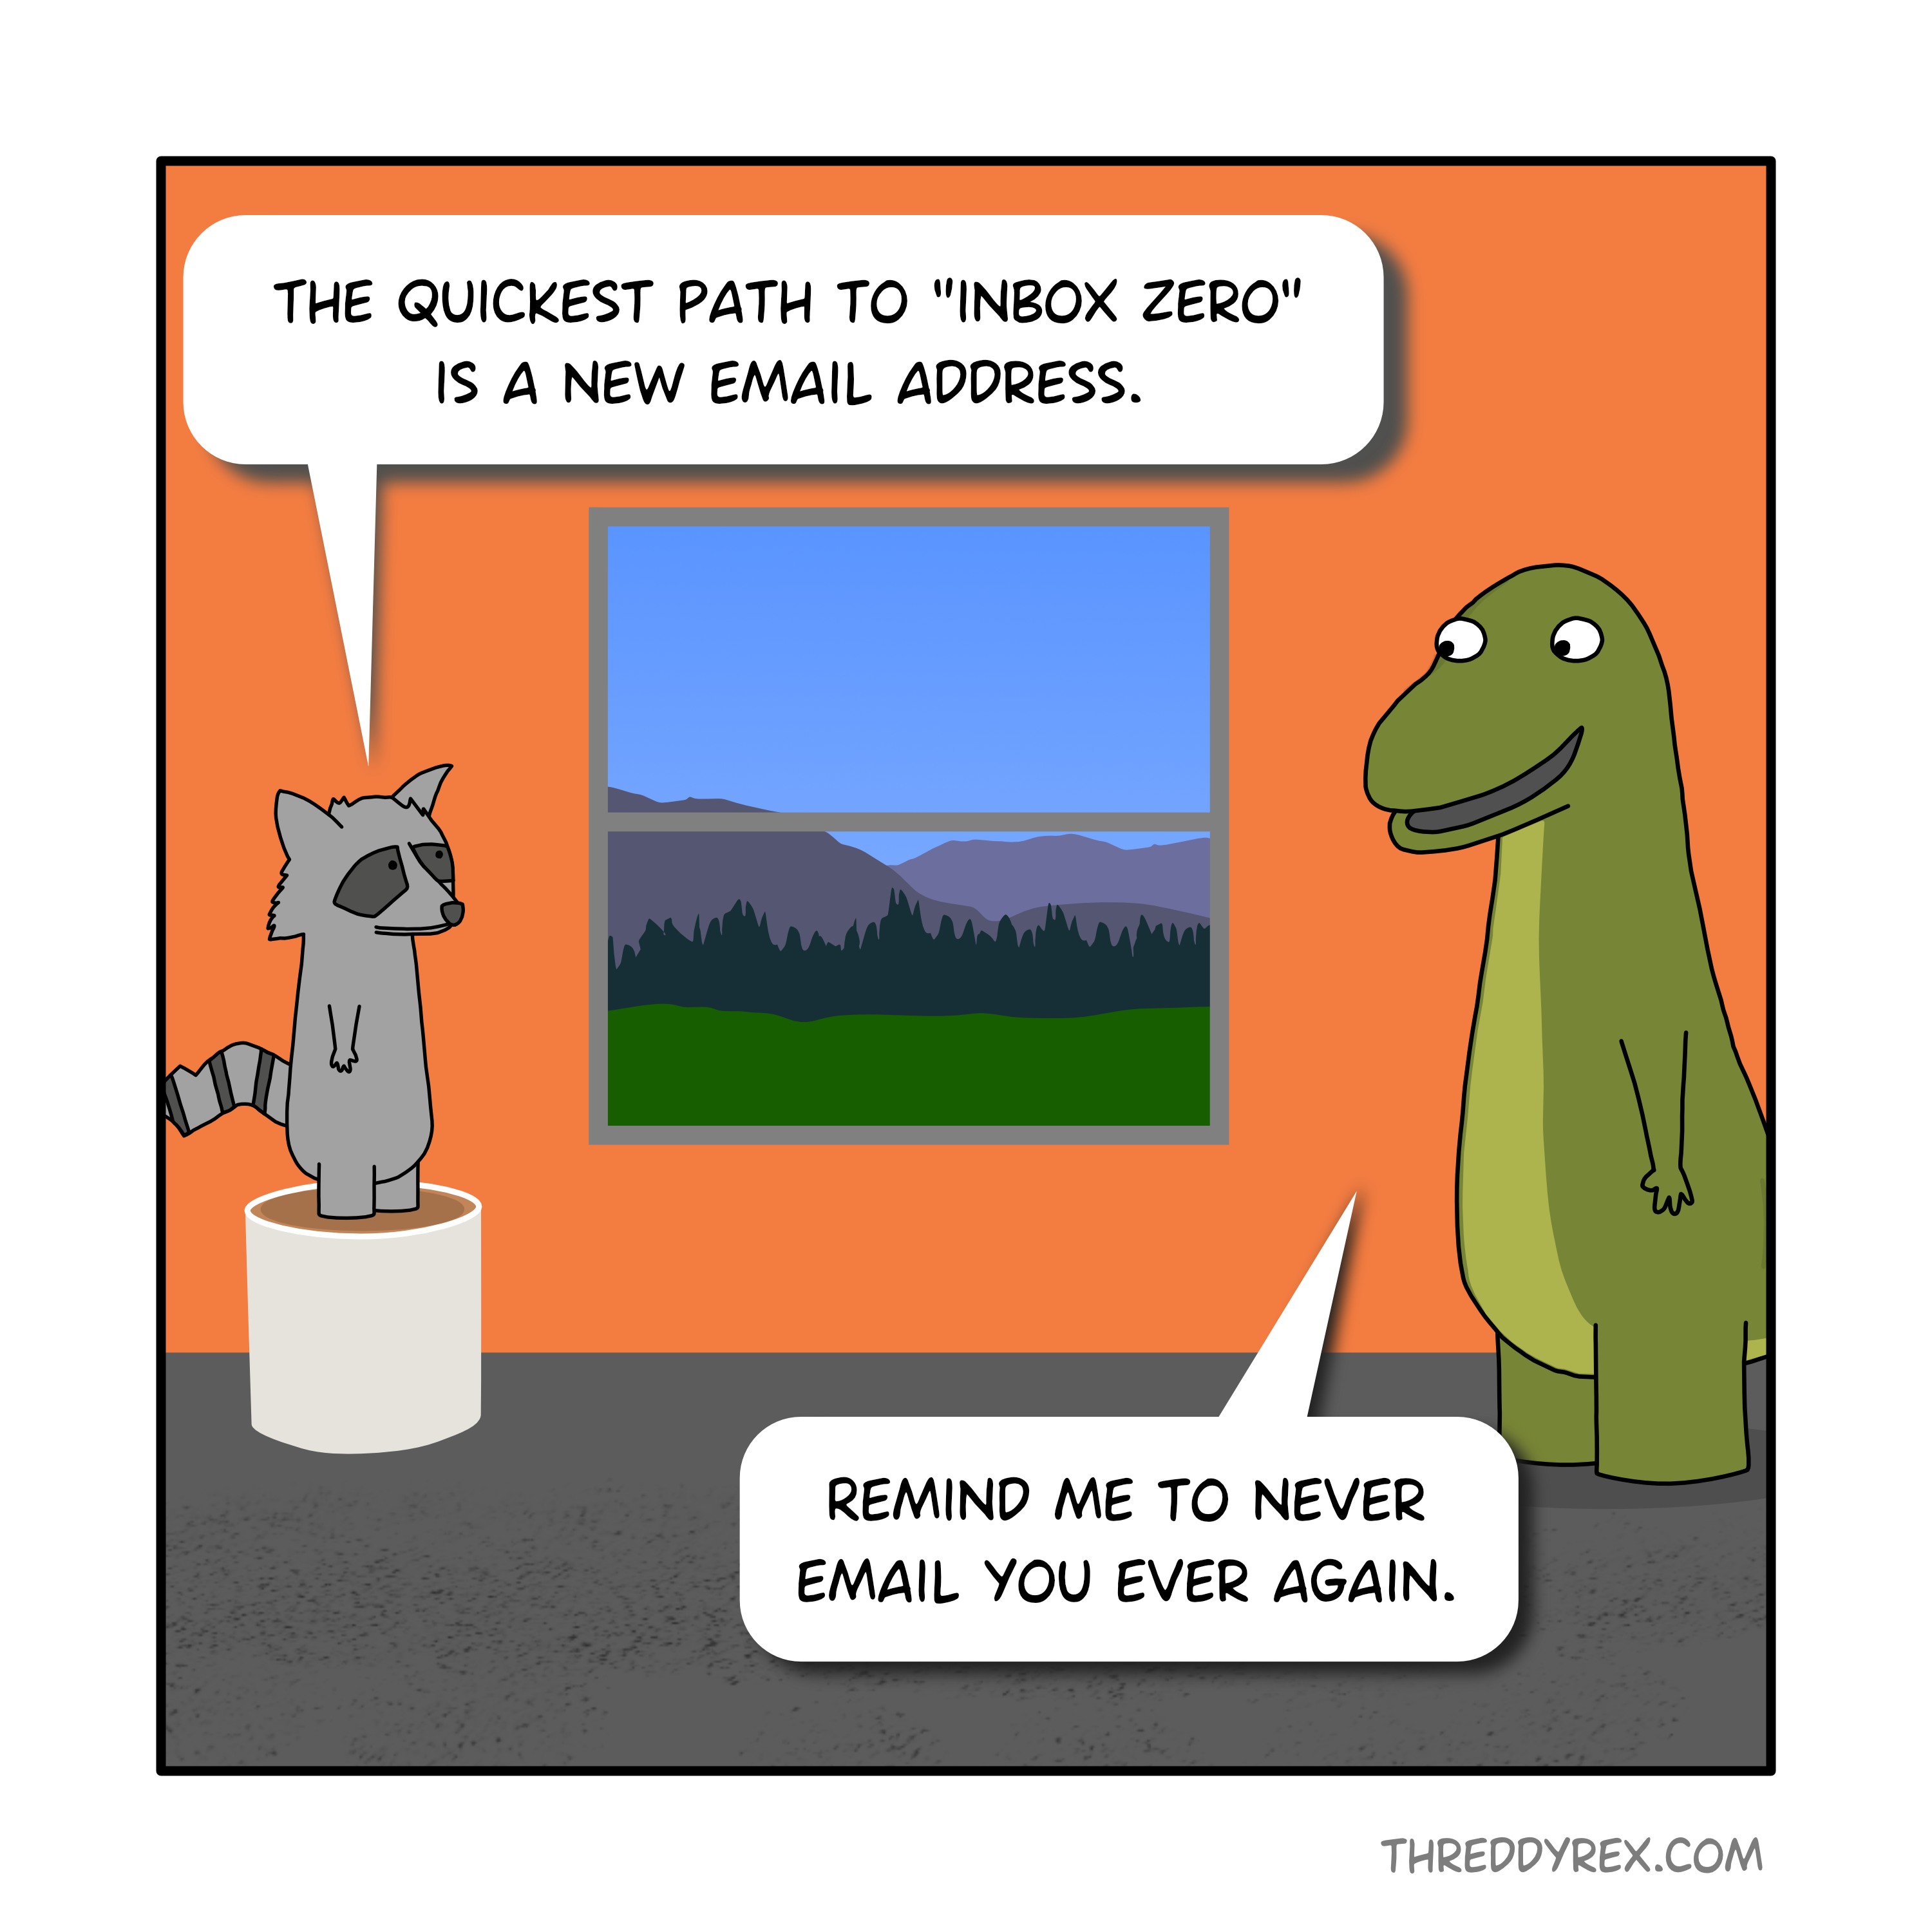 THE QUICKEST PATH TO "INBOX ZERO"
IS A NEW EMAIL ADDRESS.
REMIND ME TO NEVER
EMAIL YOU EVER AGAIN.
THREDDYREX.COM